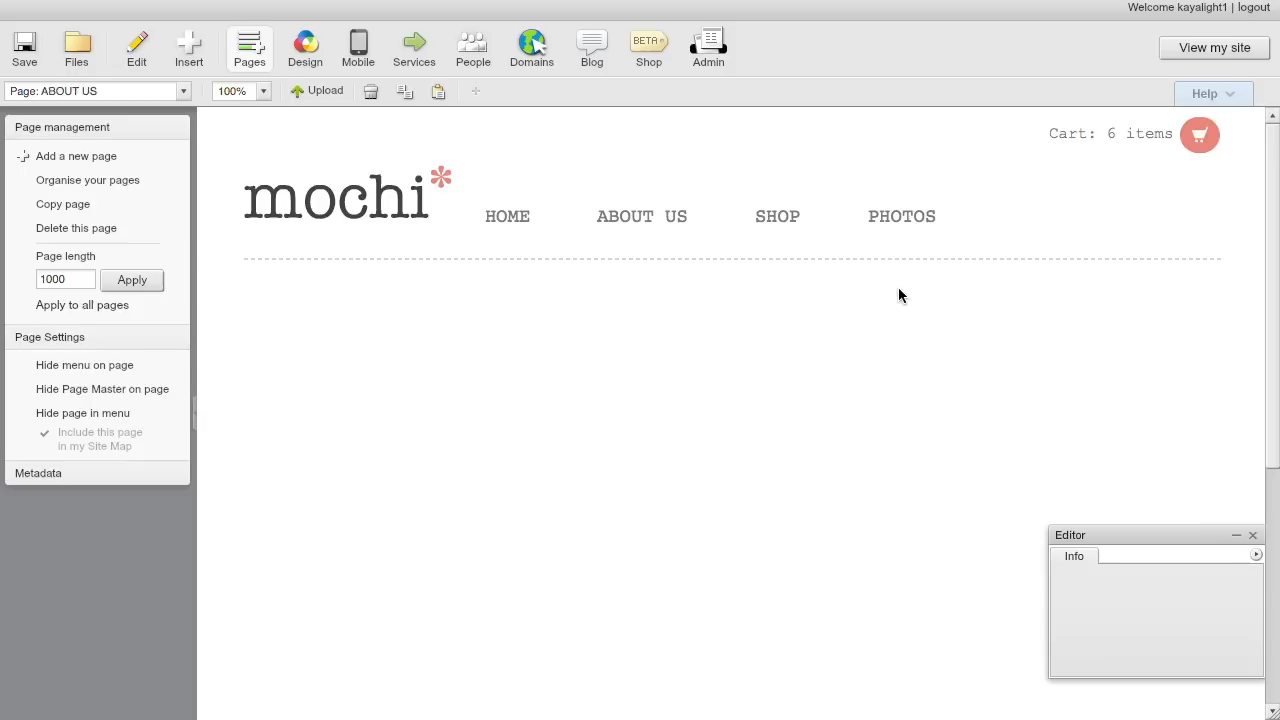 Welcome kayalight1 | logout
Save Files Edit Insert Pages Design Mobile Services People Domains Blog BETA Shop Admin View my site
Page: ABOUT US 100% Upload Help
Page management
Add a new page
Organise your pages
Copy page
Delete this page
Page length
1000 Apply
Apply to all pages
Page Settings
Hide menu on page
Hide Page Master on page
Hide page in menu
Include this page
in my Site Map
Metadata
Cart: 6 items
mochi*
HOME ABOUT US SHOP PHOTOS
Editor
Info